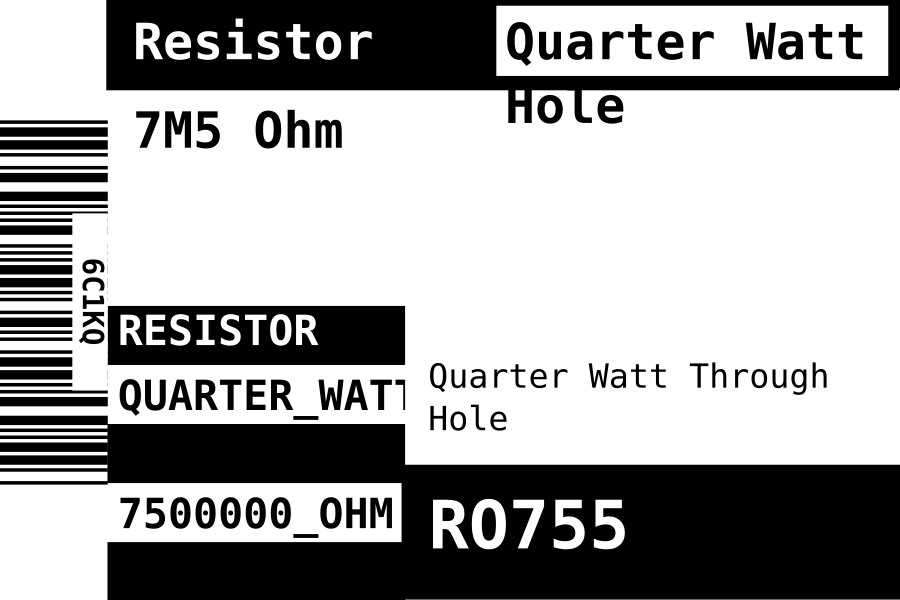 Resistor
Quarter Watt
Hole
7M5 Ohm
6C1KQ
RESISTOR
QUARTER_WATT
7500000_OHM
Quarter Watt Through
Hole
RO755